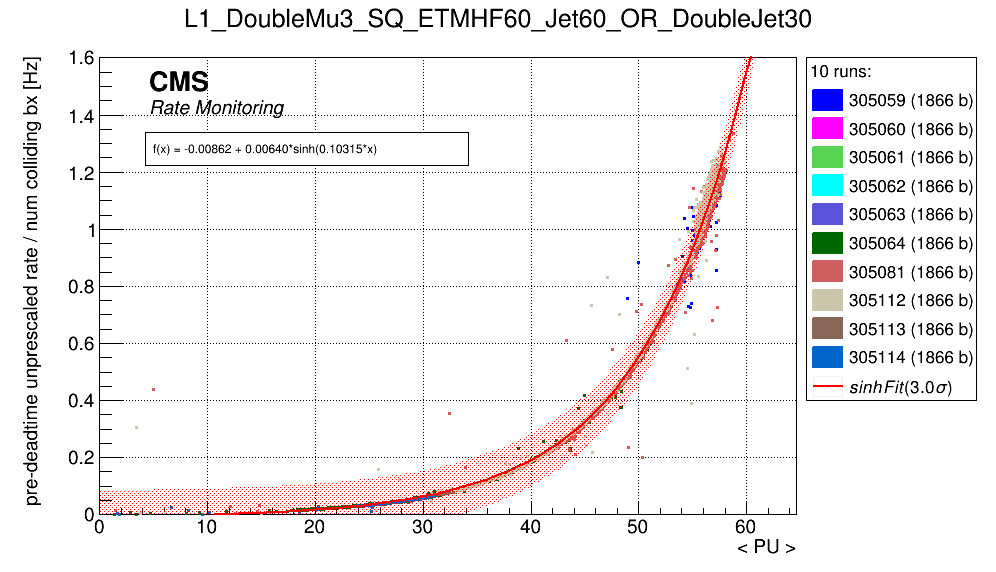 L1_DoubleMu3_SQ_ETMHF60_Jet60_OR_DoubleJet30
pre-deadtime unprescaled rate / num colliding bx [Hz]
CMS
Rate Monitoring
f(x) = -0.00862 + 0.00640*sinh(0.10315*x)
1.6
1.4
1.2
1
0.8
0.6
0.4
0.2
0
0 10 20 30 40 50 60
< PU >
10 runs:
305059 (1866 b)
305060 (1866 b)
305061 (1866 b)
305062 (1866 b)
305063 (1866 b)
305064 (1866 b)
305081 (1866 b)
305112 (1866 b)
305113 (1866 b)
305114 (1866 b)
sinhFit(3.0σ)